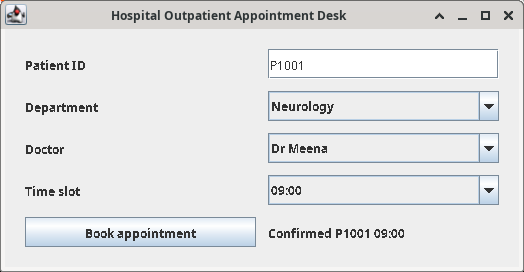 Hospital Outpatient Appointment Desk
Patient ID P1001
Department Neurology
Doctor Dr Meena
Time slot 09:00
Book appointment Confirmed P1001 09:00